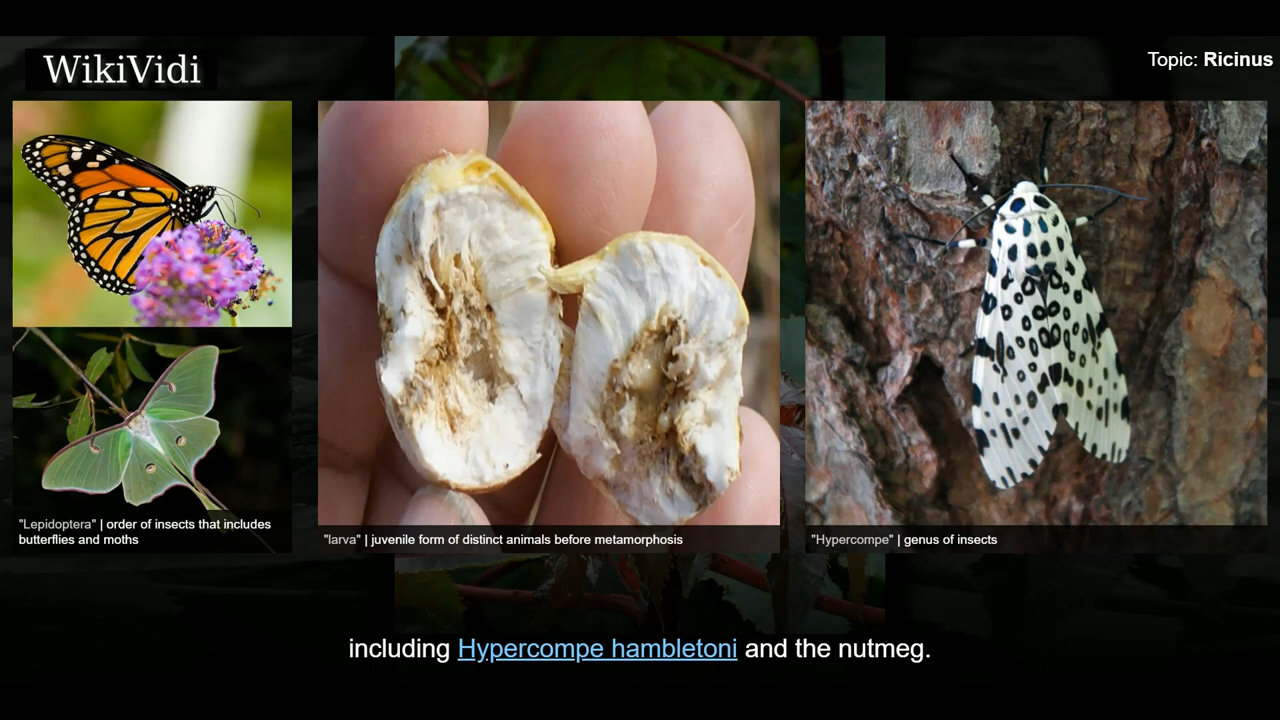 WikiVidi
Topic: Ricinus
"Lepidoptera" | order of insects that includes
butterflies and moths
"larva" | juvenile form of distinct animals before metamorphosis
"Hypercompe" | genus of insects
including Hypercompe hambletoni and the nutmeg.